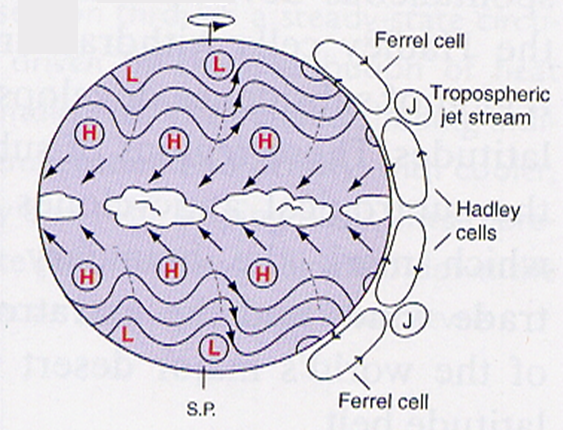 Ferrel cell
L
L
Tropospheric
jet stream
J
H
H
H
Hadley
cells
H
H
H
L
L
J
Ferrel cell
S.P.